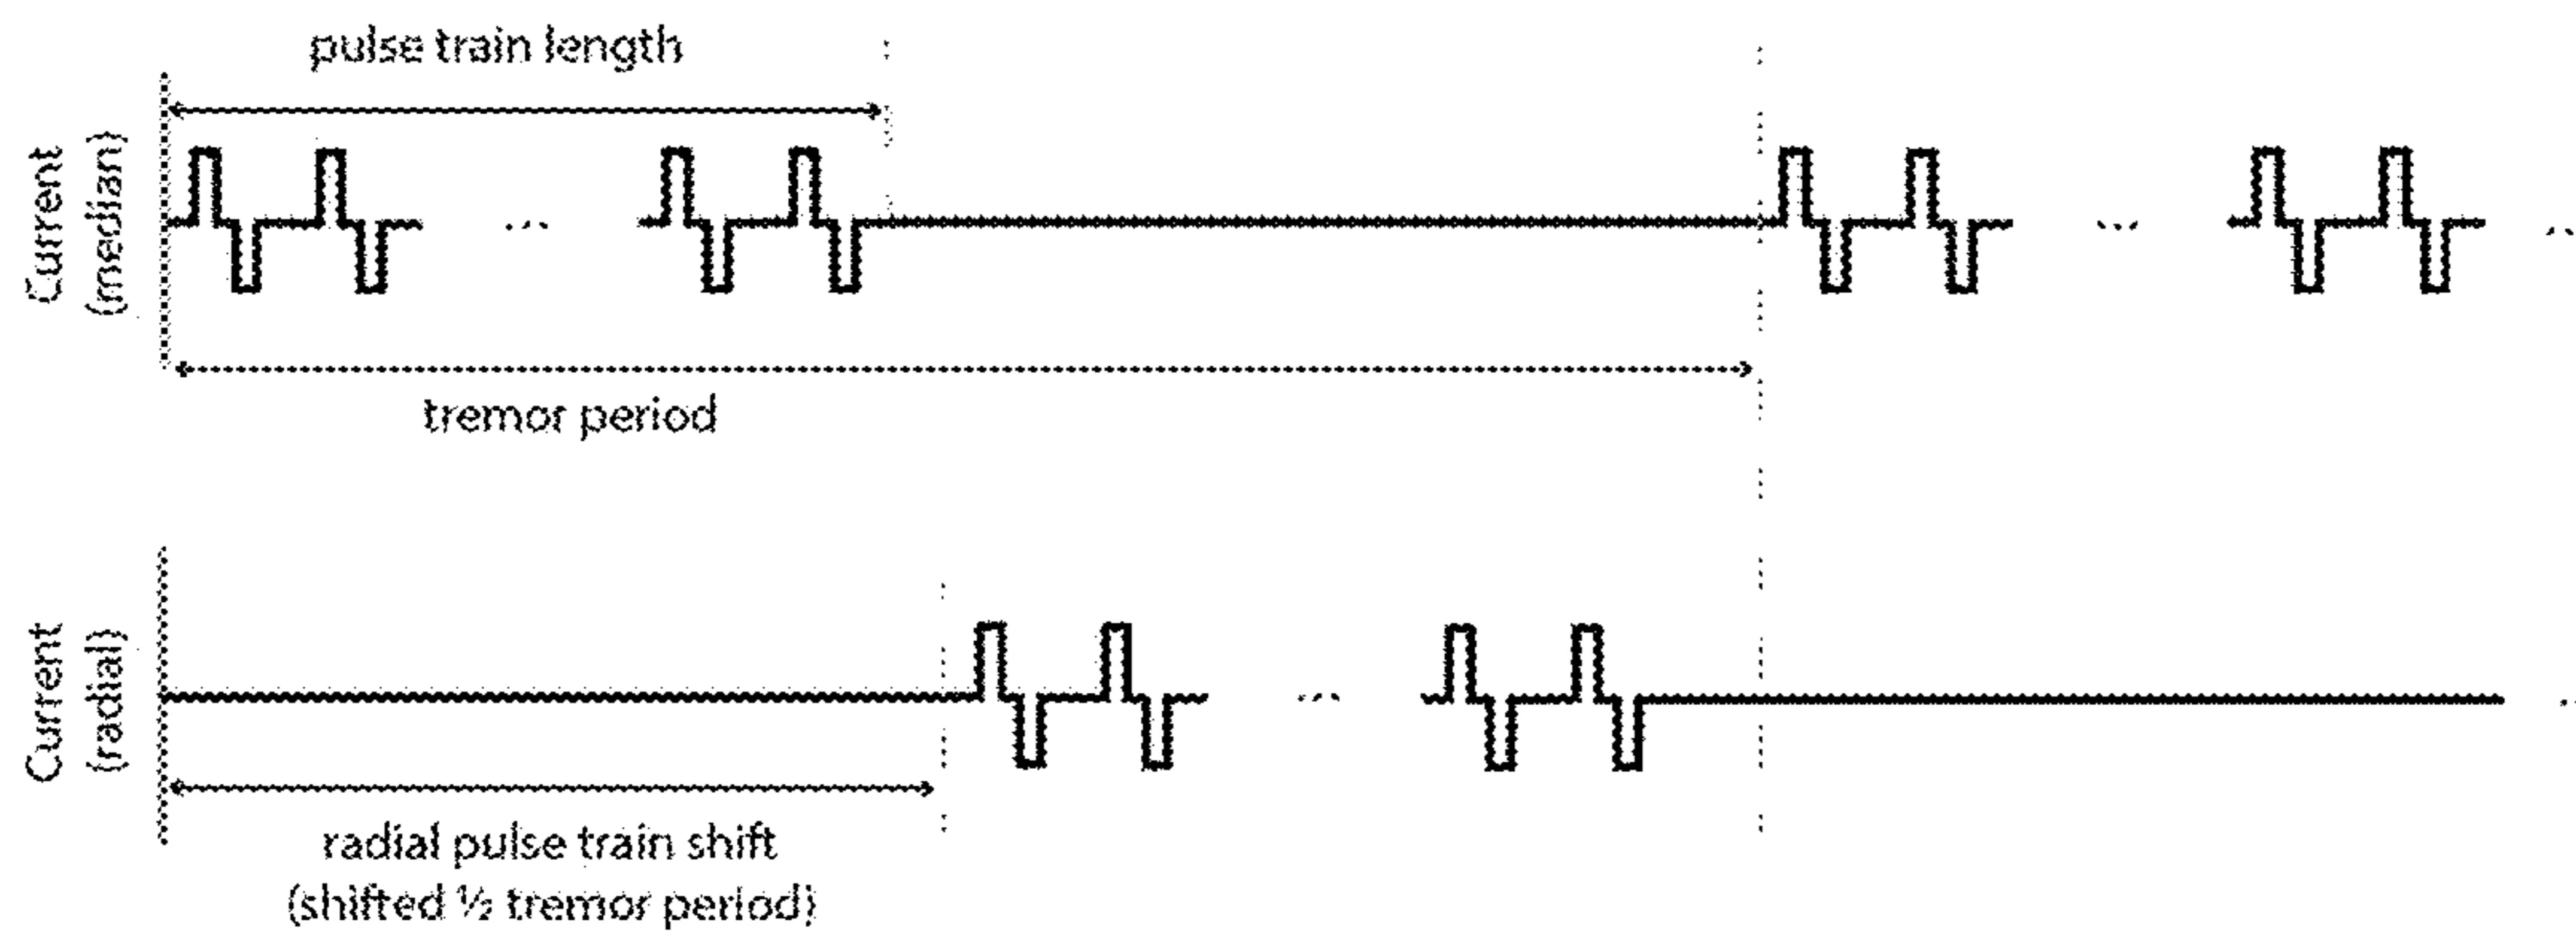 pulse train length
Current
(median)
tremor period
Current
(radial)
radial pulse train shift
(shifted ½ tremor period)